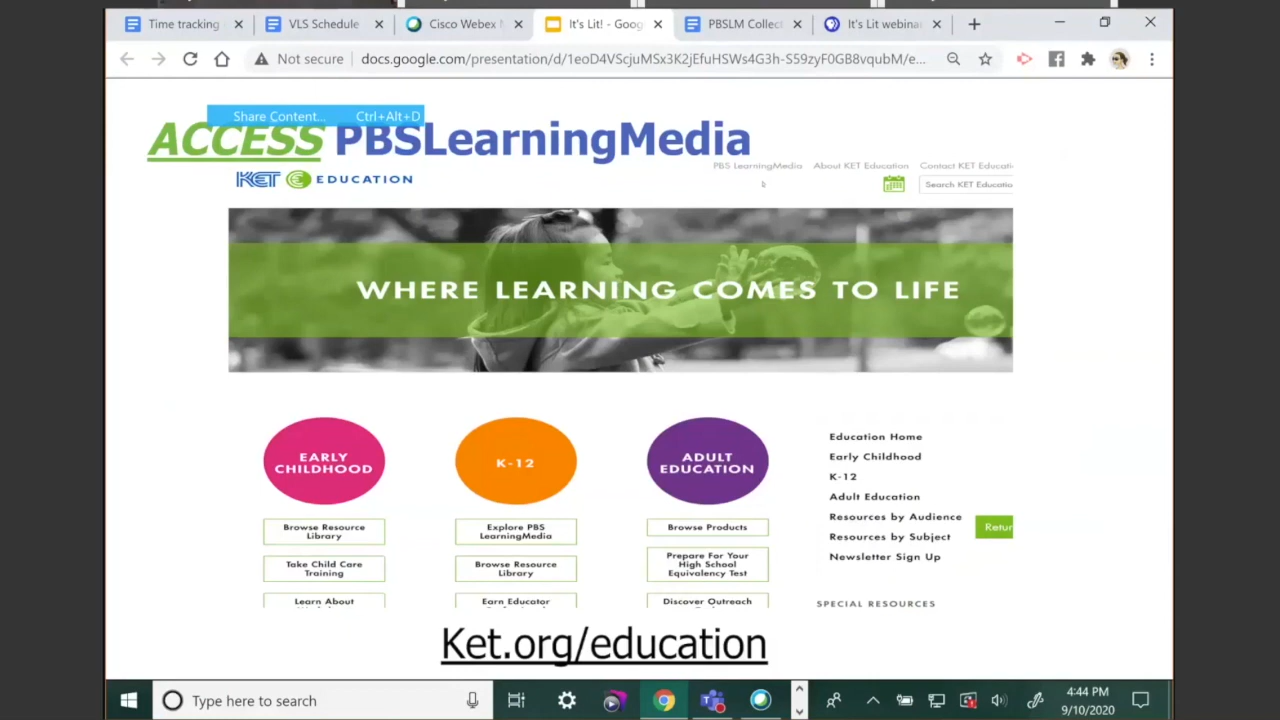 Time tracking
VLS Schedule
Cisco Webex M
It's Lit! - Goog
PBSLM Collect
It's Lit webina
Not secure
docs.google.com/presentation/d/1eoD4VScjuMSx3K2jEfuHSWs4G3h-S59zyF0GB8vqubM/e...
Share Content... Ctrl+Alt+D
ACCESS PBSLearningMedia
PBS LearningMedia About KET Education Contact KET Educati
KET EDUCATION
Search KET Educatio
WHERE LEARNING COMES TO LIFE
EARLY
CHILDHOOD
Browse Resource
Library
Take Child Care
Training
Learn About
K-12
Explore PBS
LearningMedia
Browse Resource
Library
Earn Educator
ADULT
EDUCATION
Browse Products
Prepare For Your
High School
Equivalency Test
Discover Outreach
Education Home
Early Childhood
K-12
Adult Education
Resources by Audience
Resources by Subject
Newsletter Sign Up
Retur
SPECIAL RESOURCES
Ket.org/education
Type here to search
4:44 PM
9/10/2020